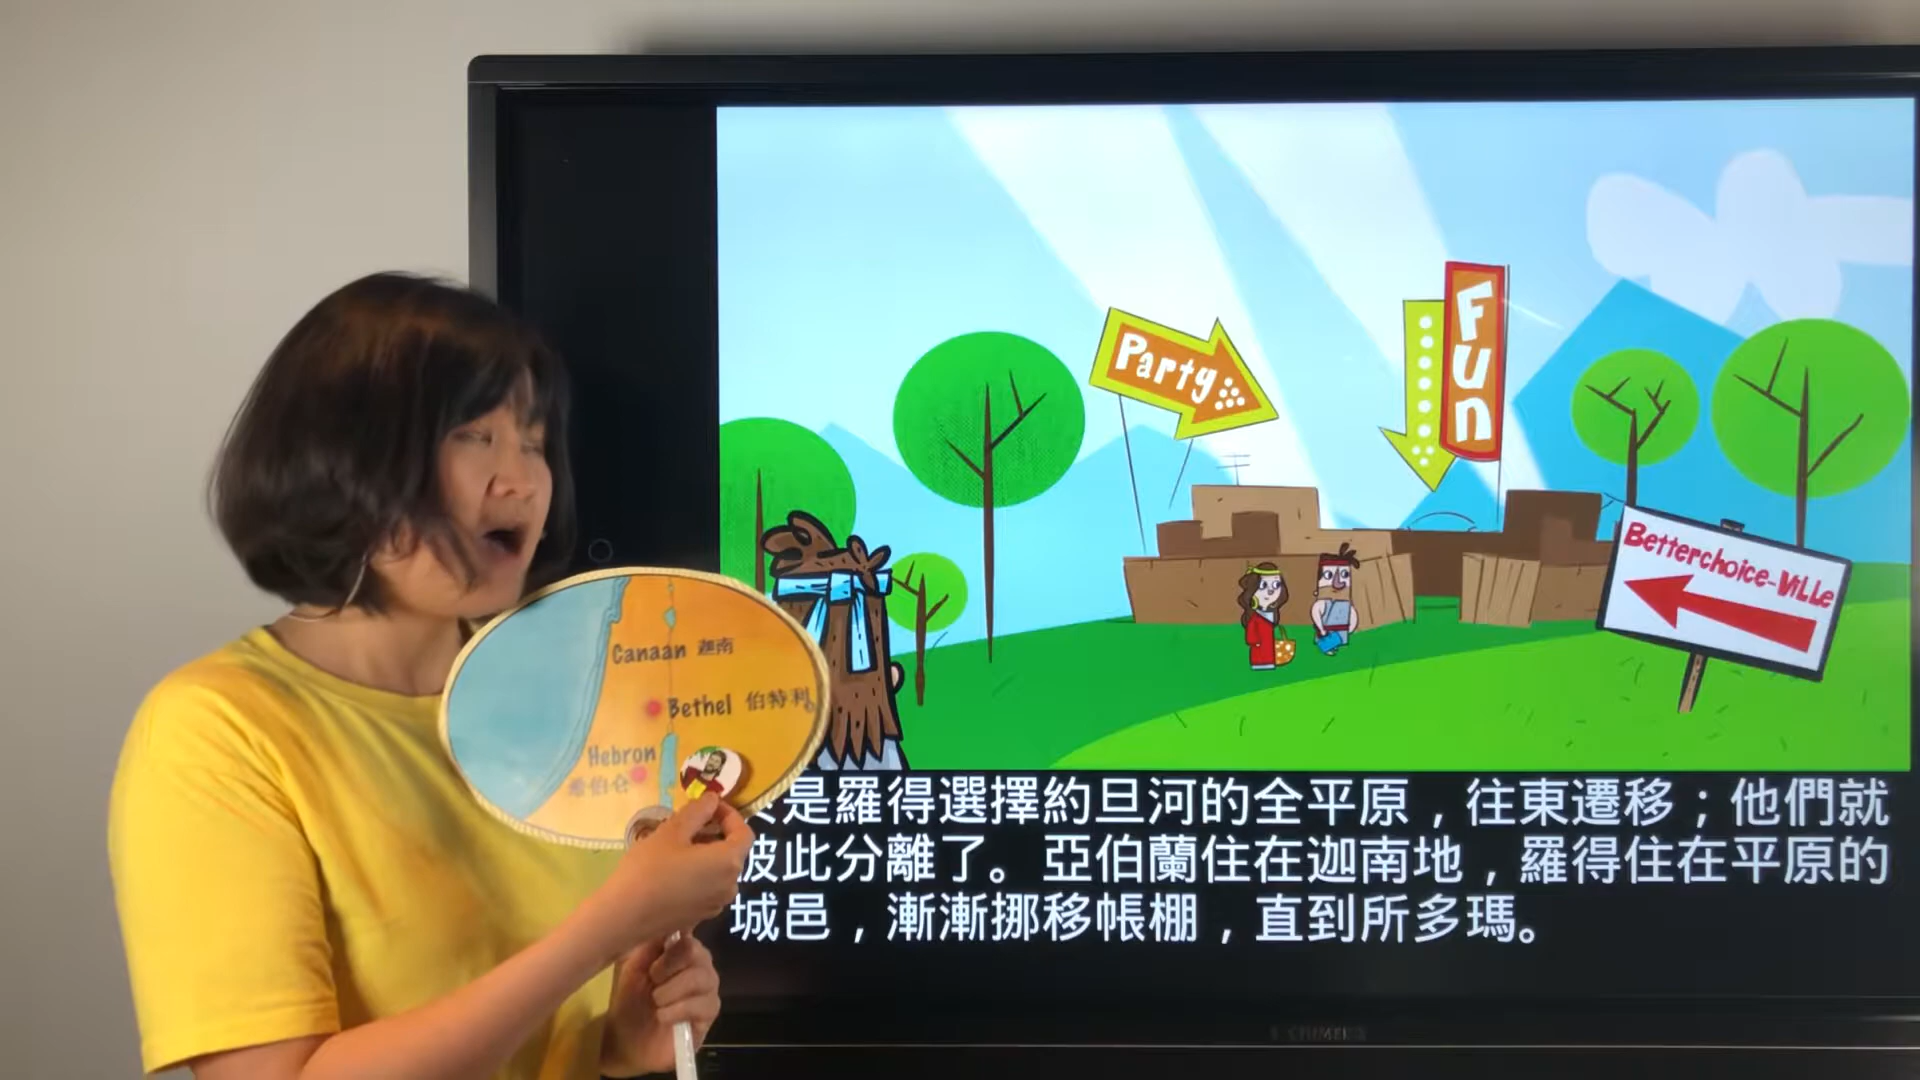 Party
Fun
Betterchoice-Ville
Canaan 迦南
Bethel 伯特利
Hebron
希伯仑
是羅得選擇約旦河的全平原，往東遷移；他們就
彼此分離了。亞伯蘭住在迦南地，羅得住在平原的
城邑，漸漸挪移帳棚，直到所多瑪。